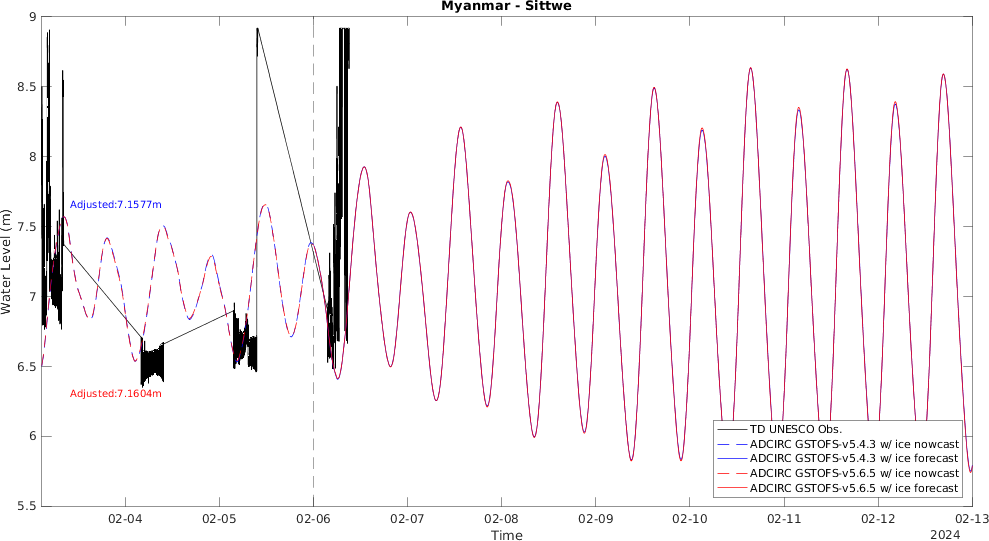 Myanmar - Sittwe
9
8.5
8
7.5
7
6.5
6
5.5
Water Level (m)
Adjusted:7.1577m
Adjusted:7.1604m
TD UNESCO Obs.
ADCIRC GSTOFS-v5.4.3 w/ ice nowcast
ADCIRC GSTOFS-v5.4.3 w/ ice forecast
ADCIRC GSTOFS-v5.6.5 w/ ice nowcast
ADCIRC GSTOFS-v5.6.5 w/ ice forecast
02-04 02-05 02-06 02-07 02-08 02-09 02-10 02-11 02-12 02-13
Time
2024